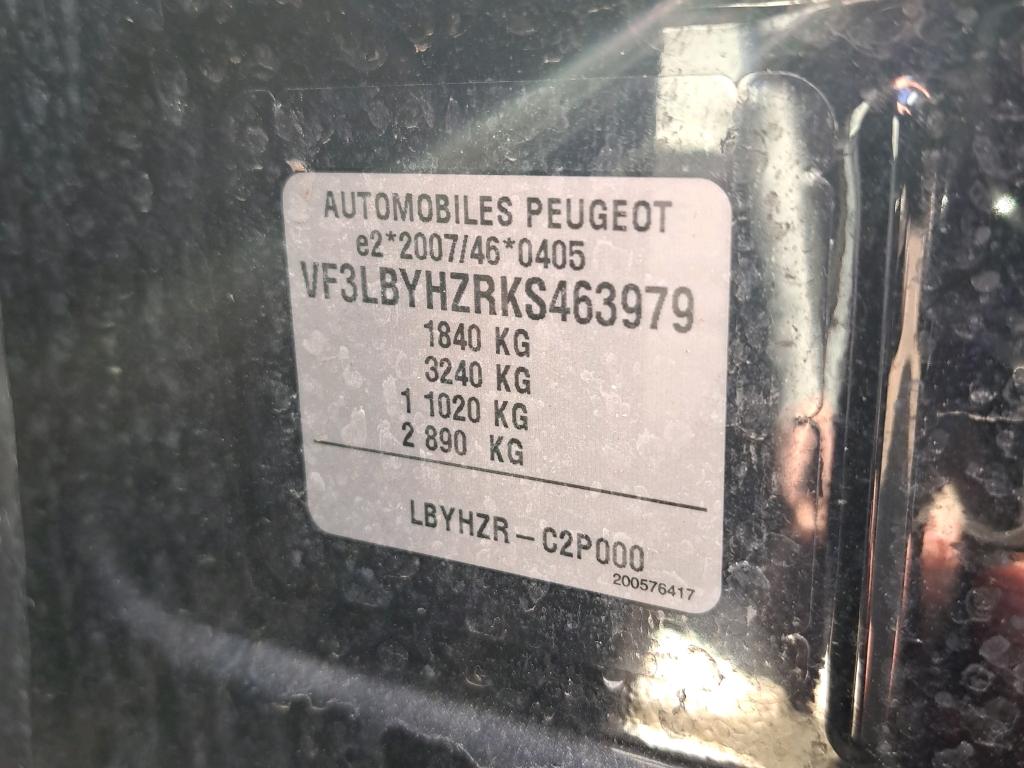 AUTOMOBILES PEUGEOT
e2*2007/46*0405
VF3LBYHZRKS463979
1840 KG
3240 KG
1 1020 KG
2 890 KG
LBYHZR-C2P000
200576417